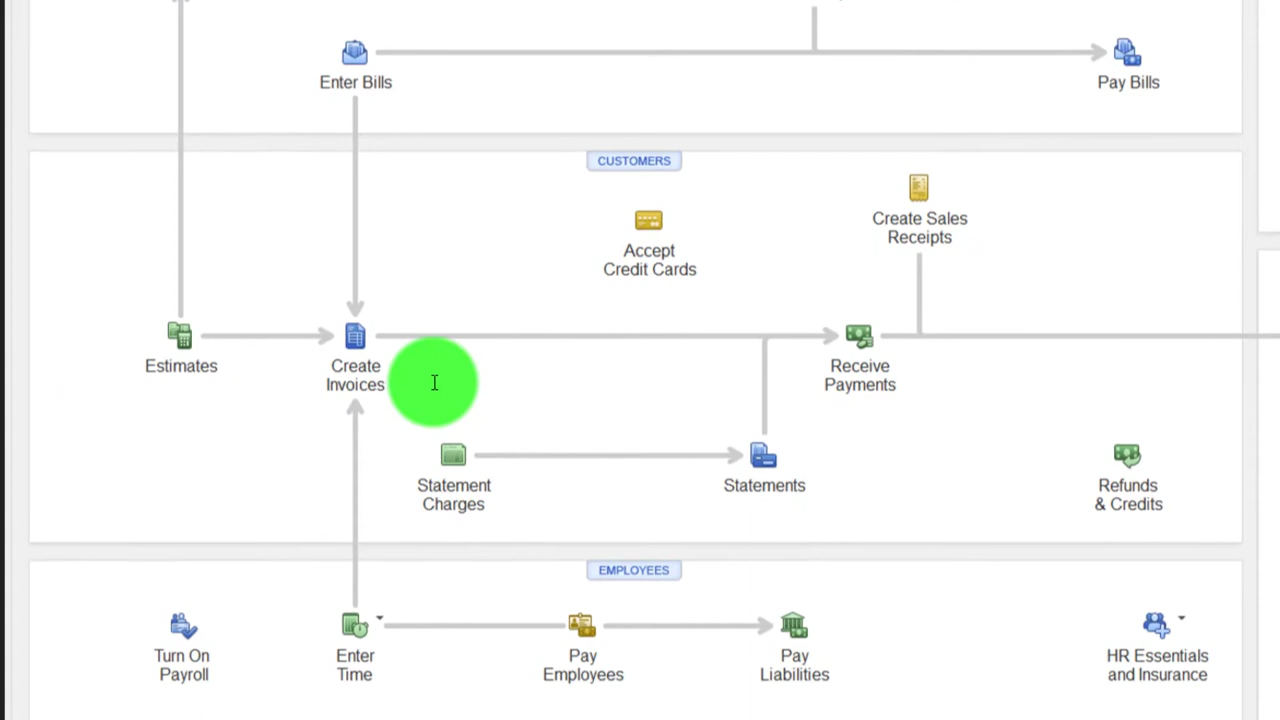 Enter Bills
Pay Bills
CUSTOMERS
Create Sales
Receipts
Accept
Credit Cards
Estimates
Create
Invoices
Receive
Payments
Statement
Charges
Statements
Refunds
& Credits
EMPLOYEES
Turn On
Payroll
Enter
Time
Pay
Employees
Pay
Liabilities
HR Essentials
and Insurance